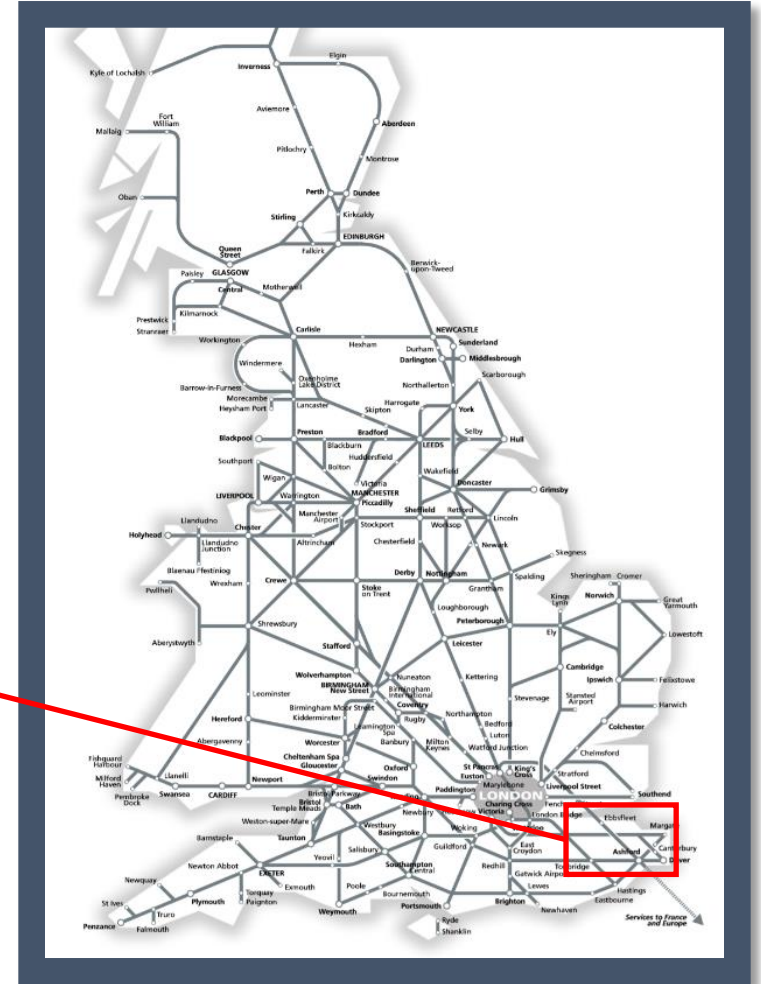 Elgin
Inverness
Kyle of Lochalsh
Aviemore
Fort
William
Mallaig
Aberdeen
Pitlochry
Montrose
Perth
Dundee
Oban
Stirling
Kirkcaldy
EDINBURGH
Queen
Street
Falkirk
GLASGOW
Central
Berwick-
upon-Tweed
Paisley
Motherwell
Prestwick
Kilmarnock
Stranraer
Carlisle
NEWCASTLE
Workington
Hexham
Sunderland
Durham
Darlington
Middlesbrough
Windermere
Scarborough
Oxenholme
Lake District
Northallerton
Barrow-in-Furness
Morecambe
Heysham Port
Lancaster
Harrogate
Skipton
York
Blackpool
Preston
Bradford
LEEDS
Selby
Hull
Blackburn
Huddersfield
Southport
Bolton
Wakefield
Wigan
Victoria
Doncaster
LIVERPOOL
Warrington
MANCHESTER
Piccadilly
Grimsby
Manchester
Airport
Sheffield
Retford
Llandudno
Chester
Stockport
Worksop
Lincoln
Holyhead
Llandudno
Junction
Altrincham
Chesterfield
Newark
Skegness
Blaenau Ffestiniog
Wrexham
Crewe
Stoke
on Trent
Derby
Nottingham
Grantham
Spalding
Sheringham
Cromer
Pwllheli
Kings
Lynn
Norwich
Great
Yarmouth
Loughborough
Peterborough
Shrewsbury
Ely
Lowestoft
Aberystwyth
Stafford
Leicester
Wolverhampton
Cambridge
BIRMINGHAM
New Street
Nuneaton
Kettering
Ipswich
Felixstowe
Birmingham
International
Leominster
Stevenage
Stansted
Airport
Birmingham Moor Street
Coventry
Harwich
Kidderminster
Rugby
Northampton
Hereford
Leamington
Spa
Bedford
Colchester
Worcester
Banbury
Milton
Keynes
Luton
Abergavenny
Watford Junction
Chelmsford
Cheltenham Spa
Gloucester
Oxford
St Pancras
King's
Cross
Fishguard
Harbour
Euston
Stratford
Llanelli
Newport
Swindon
Marylebone
Liverpool Street
Milford
Haven
Paddington
LONDON
Southend
Pembroke
Dock
Swansea
CARDIFF
Bristol Parkway
Bristol
Temple Meads
Bath
Charing Cross
Victoria
London Bridge
Newbury
Ebbsfleet
Weston-super-Mare
Westbury
Basingstoke
Woking
Margate
Barnstaple
Taunton
Salisbury
Guildford
East
Croydon
Canterbury
Yeovil
Ashford
Dover
Newton Abbot
Redhill
Tonbridge
EXETER
Southampton
Central
Gatwick Airport
Newquay
Exmouth
Poole
Lewes
Hastings
Torquay
Paignton
Bournemouth
Eastbourne
St Ives
Plymouth
Weymouth
Portsmouth
Brighton
Newhaven
Truro
Penzance
Falmouth
Ryde
Shanklin
Services to France
and Europe